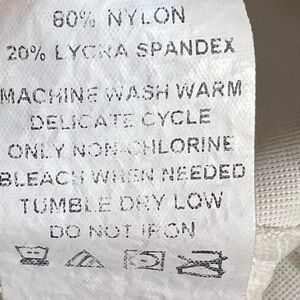 80% NYLON
20% LYCRA SPANDEX
MACHINE WASH WARM
DELICATE CYCLE
ONLY NON-CHLORINE
BLEACH WHEN NEEDED
TUMBLE DRY LOW
DO NOT IRON